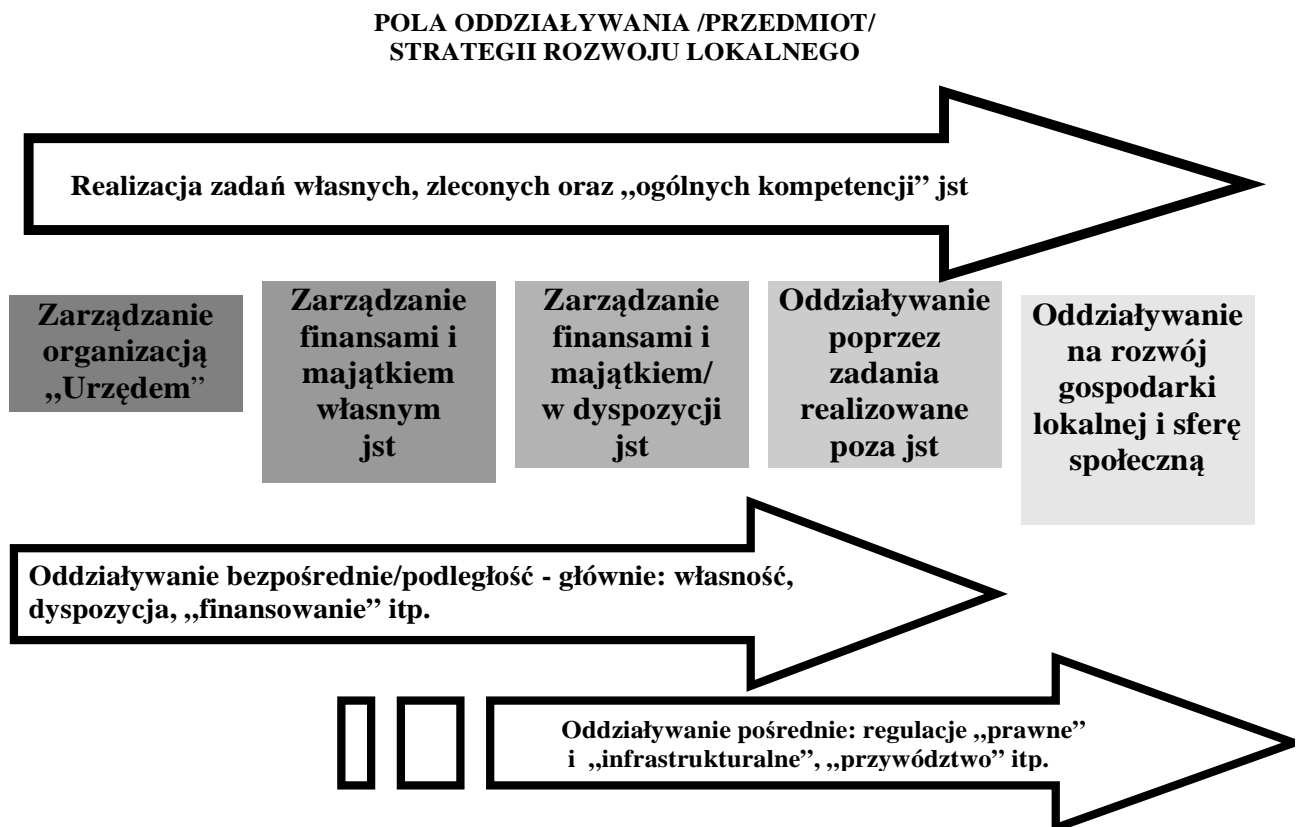 POLA ODDZIAŁYWANIA /PRZEDMIOT/
STRATEGII ROZWOJU LOKALNEGO
Realizacja zadań własnych, zleconych oraz „ogólnych kompetencji” jst
Zarządzanie
organizacją
„Urzędem”
Zarządzanie
finansami i
majątkiem
własnym
jst
Zarządzanie
finansami i
majątkiem/
w dyspozycji
jst
Oddziaływanie
poprzez
zadania
realizowane
poza jst
Oddziaływanie
na rozwój
gospodarki
lokalnej i sferę
społeczną
Oddziaływanie bezpośrednie/podległość - głównie: własność,
dyspozycja, „finansowanie” itp.
Oddziaływanie pośrednie: regulacje „prawne”
i „infrastrukturalne”, „przywództwo” itp.